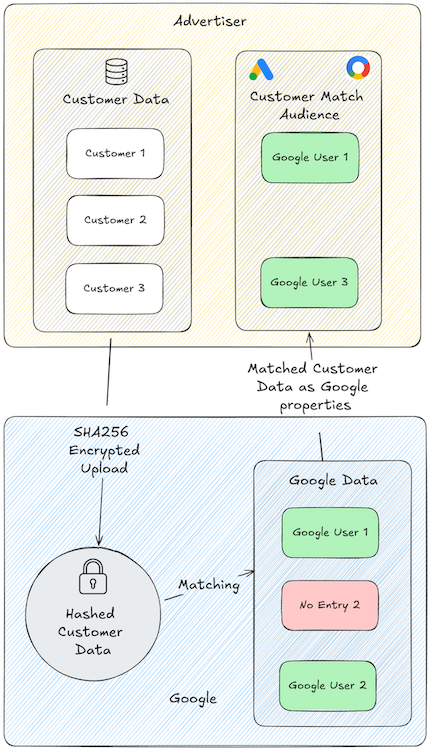 Advertiser
Customer Data
Customer 1
Customer 2
Customer 3
Customer Match
Audience
Google User 1
Google User 3
Matched Customer
Data as Google
properties
SHA256
Encrypted
Upload
Hashed
Customer
Data
Matching
Google Data
Google User 1
No Entry 2
Google User 2
Google